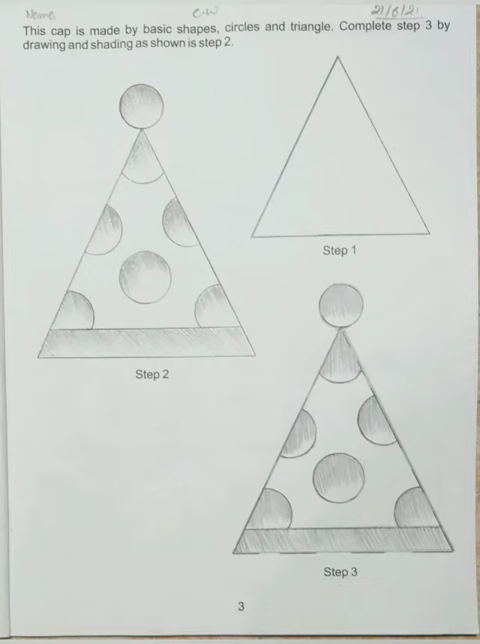 Name C.W 21/6/21
This cap is made by basic shapes, circles and triangle. Complete step 3 by
drawing and shading as shown is step 2.
Step 1
Step 2
Step 3
3